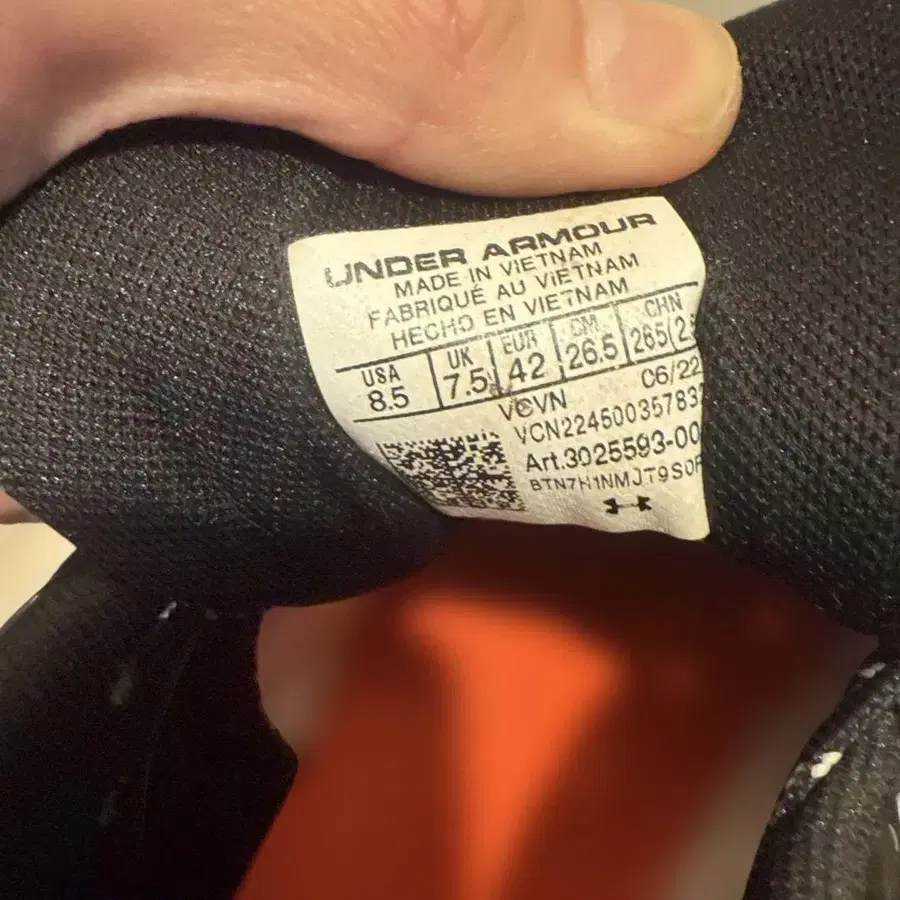 UNDER ARMOUR
MADE IN VIETNAM
FABRIQUÉ AU VIETNAM
HECHO EN VIETNAM
USA UK EUR CM CHN
8.5 7.5 42 26.5 265
VCVN C6/22
VCN22450035783
Art.3025593-00